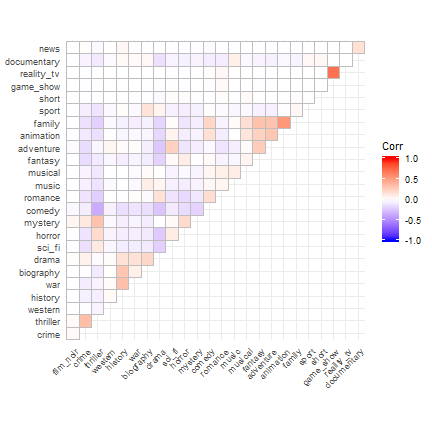 news
documentary
reality_tv
game_show
short
sport
family
animation
adventure
fantasy
musical
music
romance
comedy
mystery
horror
sci_fi
drama
biography
war
history
western
thriller
crime
film_noir
crime
thriller
western
history
war
biography
drama
sci_fi
horror
mystery
comedy
romance
music
musical
fantasy
adventure
animation
family
sport
short
game_show
reality_tv
documentary
Corr
1.0
0.5
0.0
-0.5
-1.0